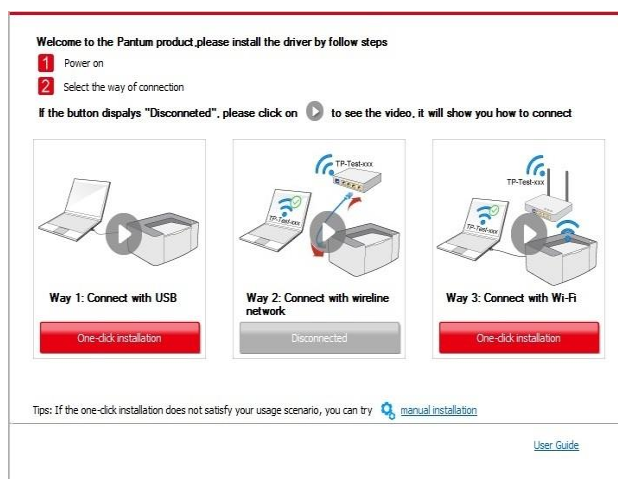 Welcome to the Pantum product,please install the driver by follow steps
1 Power on
2 Select the way of connection
If the button dispalys "Disconneted", please click on to see the video, it will show you how to connect
TP-Test-xxx
TP-Test-xxx
TP-Test-xxx
TP-Test-xxx
Way 1: Connect with USB
Way 2: Connect with wireline
network
Way 3: Connect with Wi-Fi
One-click installation
Disconnected
One-click installation
Tips: If the one-click installation does not satisfy your usage scenario, you can try manual installation
User Guide